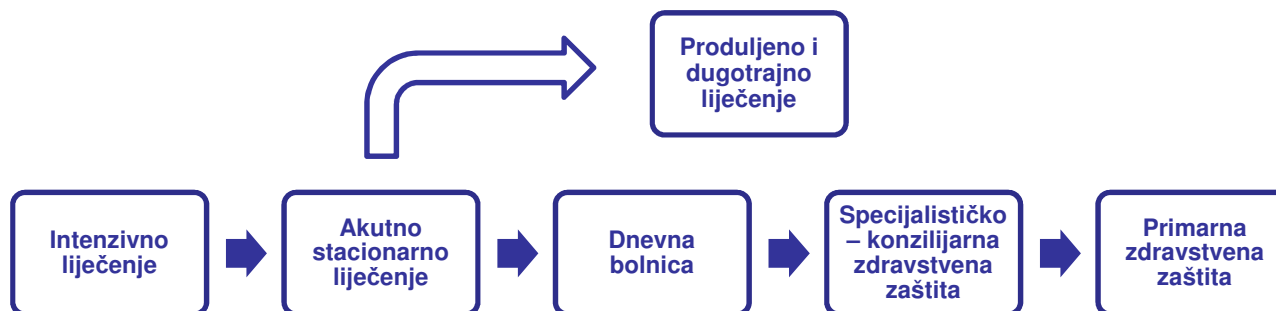 Produljeno i
dugotrajno
liječenje
Intenzivno
liječenje
Akutno
stacionarno
liječenje
Dnevna
bolnica
Specijalističko
– konzilijarna
zdravstvena
zaštita
Primarna
zdravstvena
zaštita